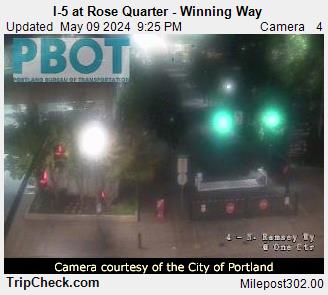 I-5 at Rose Quarter - Winning Way
Updated May 09 2024 9:25 PM Camera 4
PBOT
PORTLAND BUREAU OF TRANSPORTATION
4 - N. Ramsey Wy
@ One Ctr
Camera courtesy of the City of Portland
TripCheck.com Milepost302.00